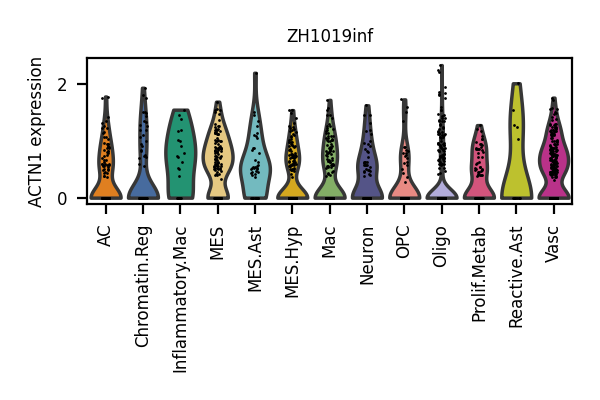 ZH1019inf
ACTN1 expression
2
0
AC
Chromatin.Reg
Inflammatory.Mac
MES
MES.Ast
MES.Hyp
Mac
Neuron
OPC
Oligo
Prolif.Metab
Reactive.Ast
Vasc